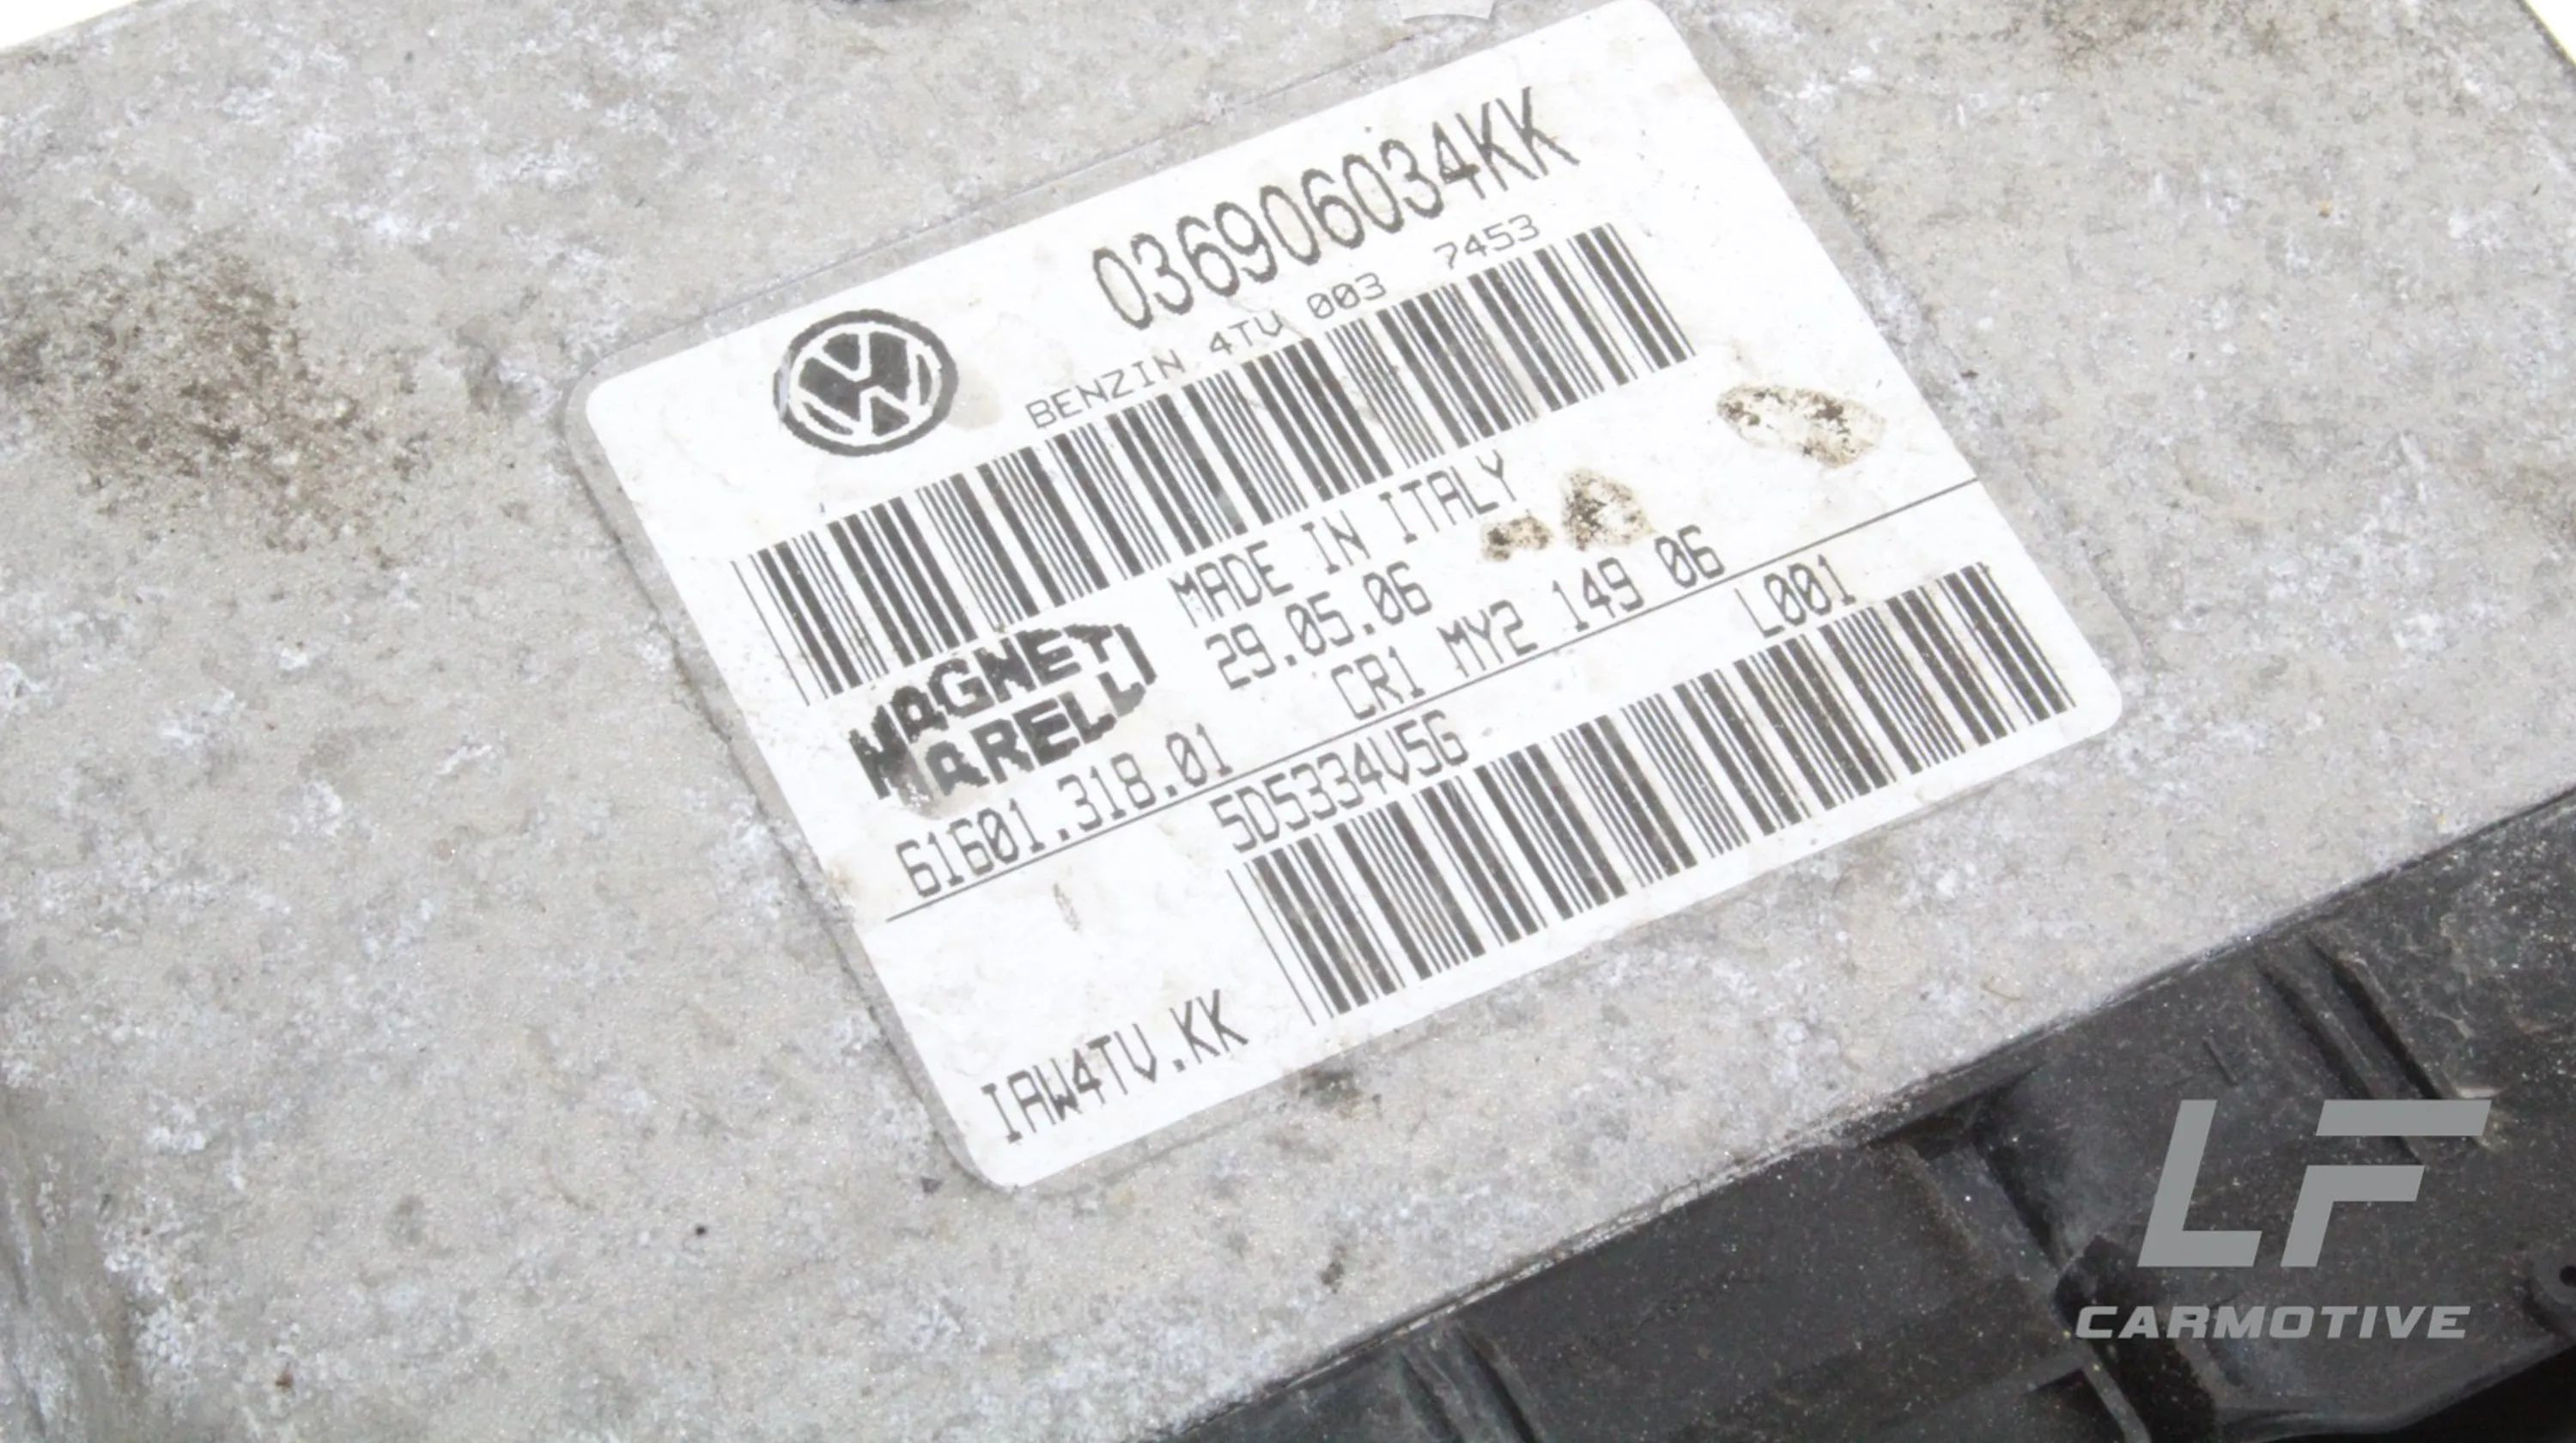 036906034KK
BENZIN 4TV 003 7453
MADE IN ITALY
29.05.06
MAGNETI
MARELLI
CR1 MY2 149 06
61601.318.01
L001
5D5334V5G
IAW4TV.KK
LF
CARMOTIVE